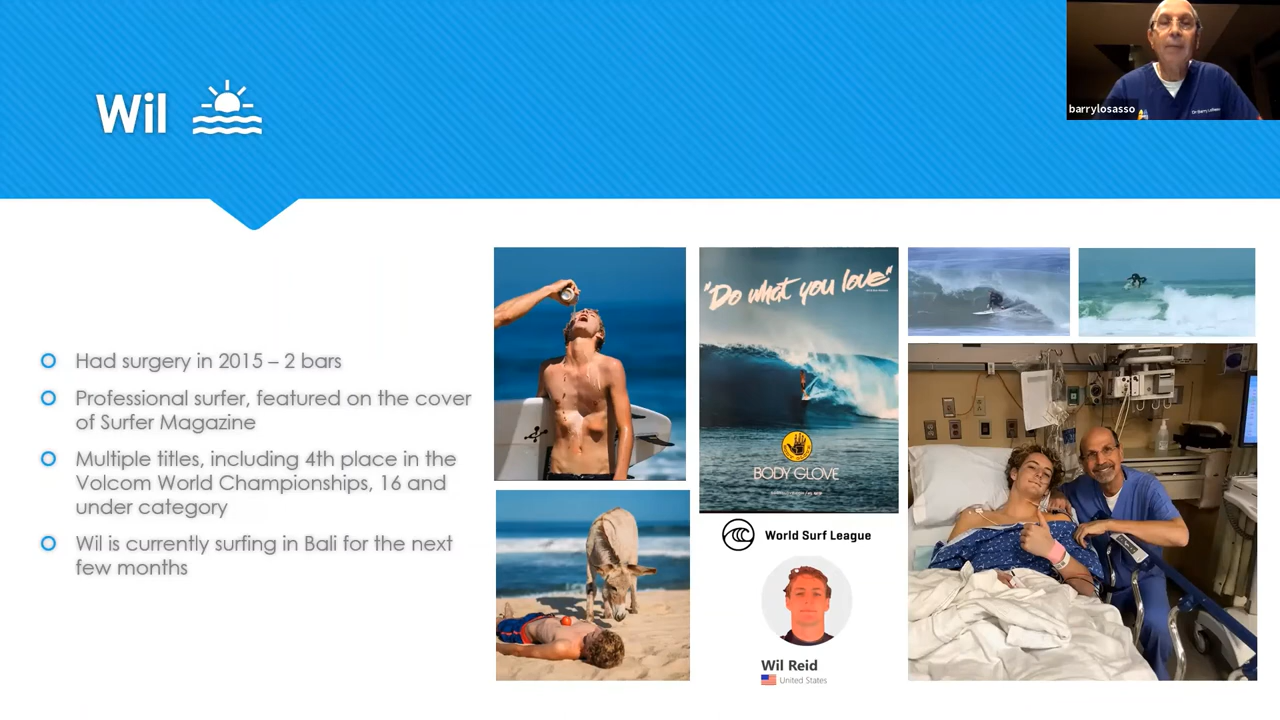 Wil
barrylosasso
Had surgery in 2015 – 2 bars
Professional surfer, featured on the cover
of Surfer Magazine
Multiple titles, including 4th place in the
Volcom World Championships, 16 and
under category
Wil is currently surfing in Bali for the next
few months
"Do what you love"
BODY GLOVE
World Surf League
Wil Reid
United States